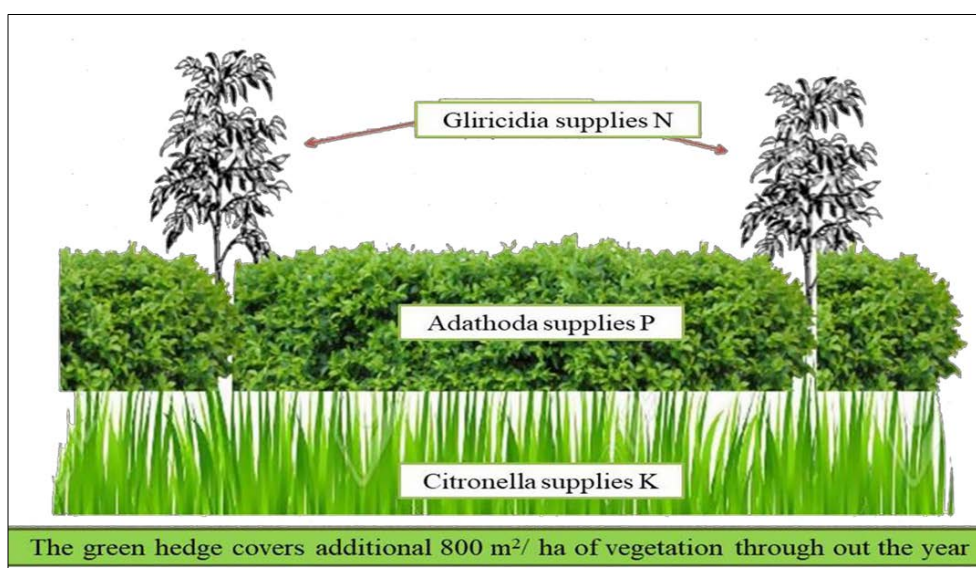 Gliricidia supplies N
Adathoda supplies P
Citronella supplies K
The green hedge covers additional 800 m²/ ha of vegetation through out the year